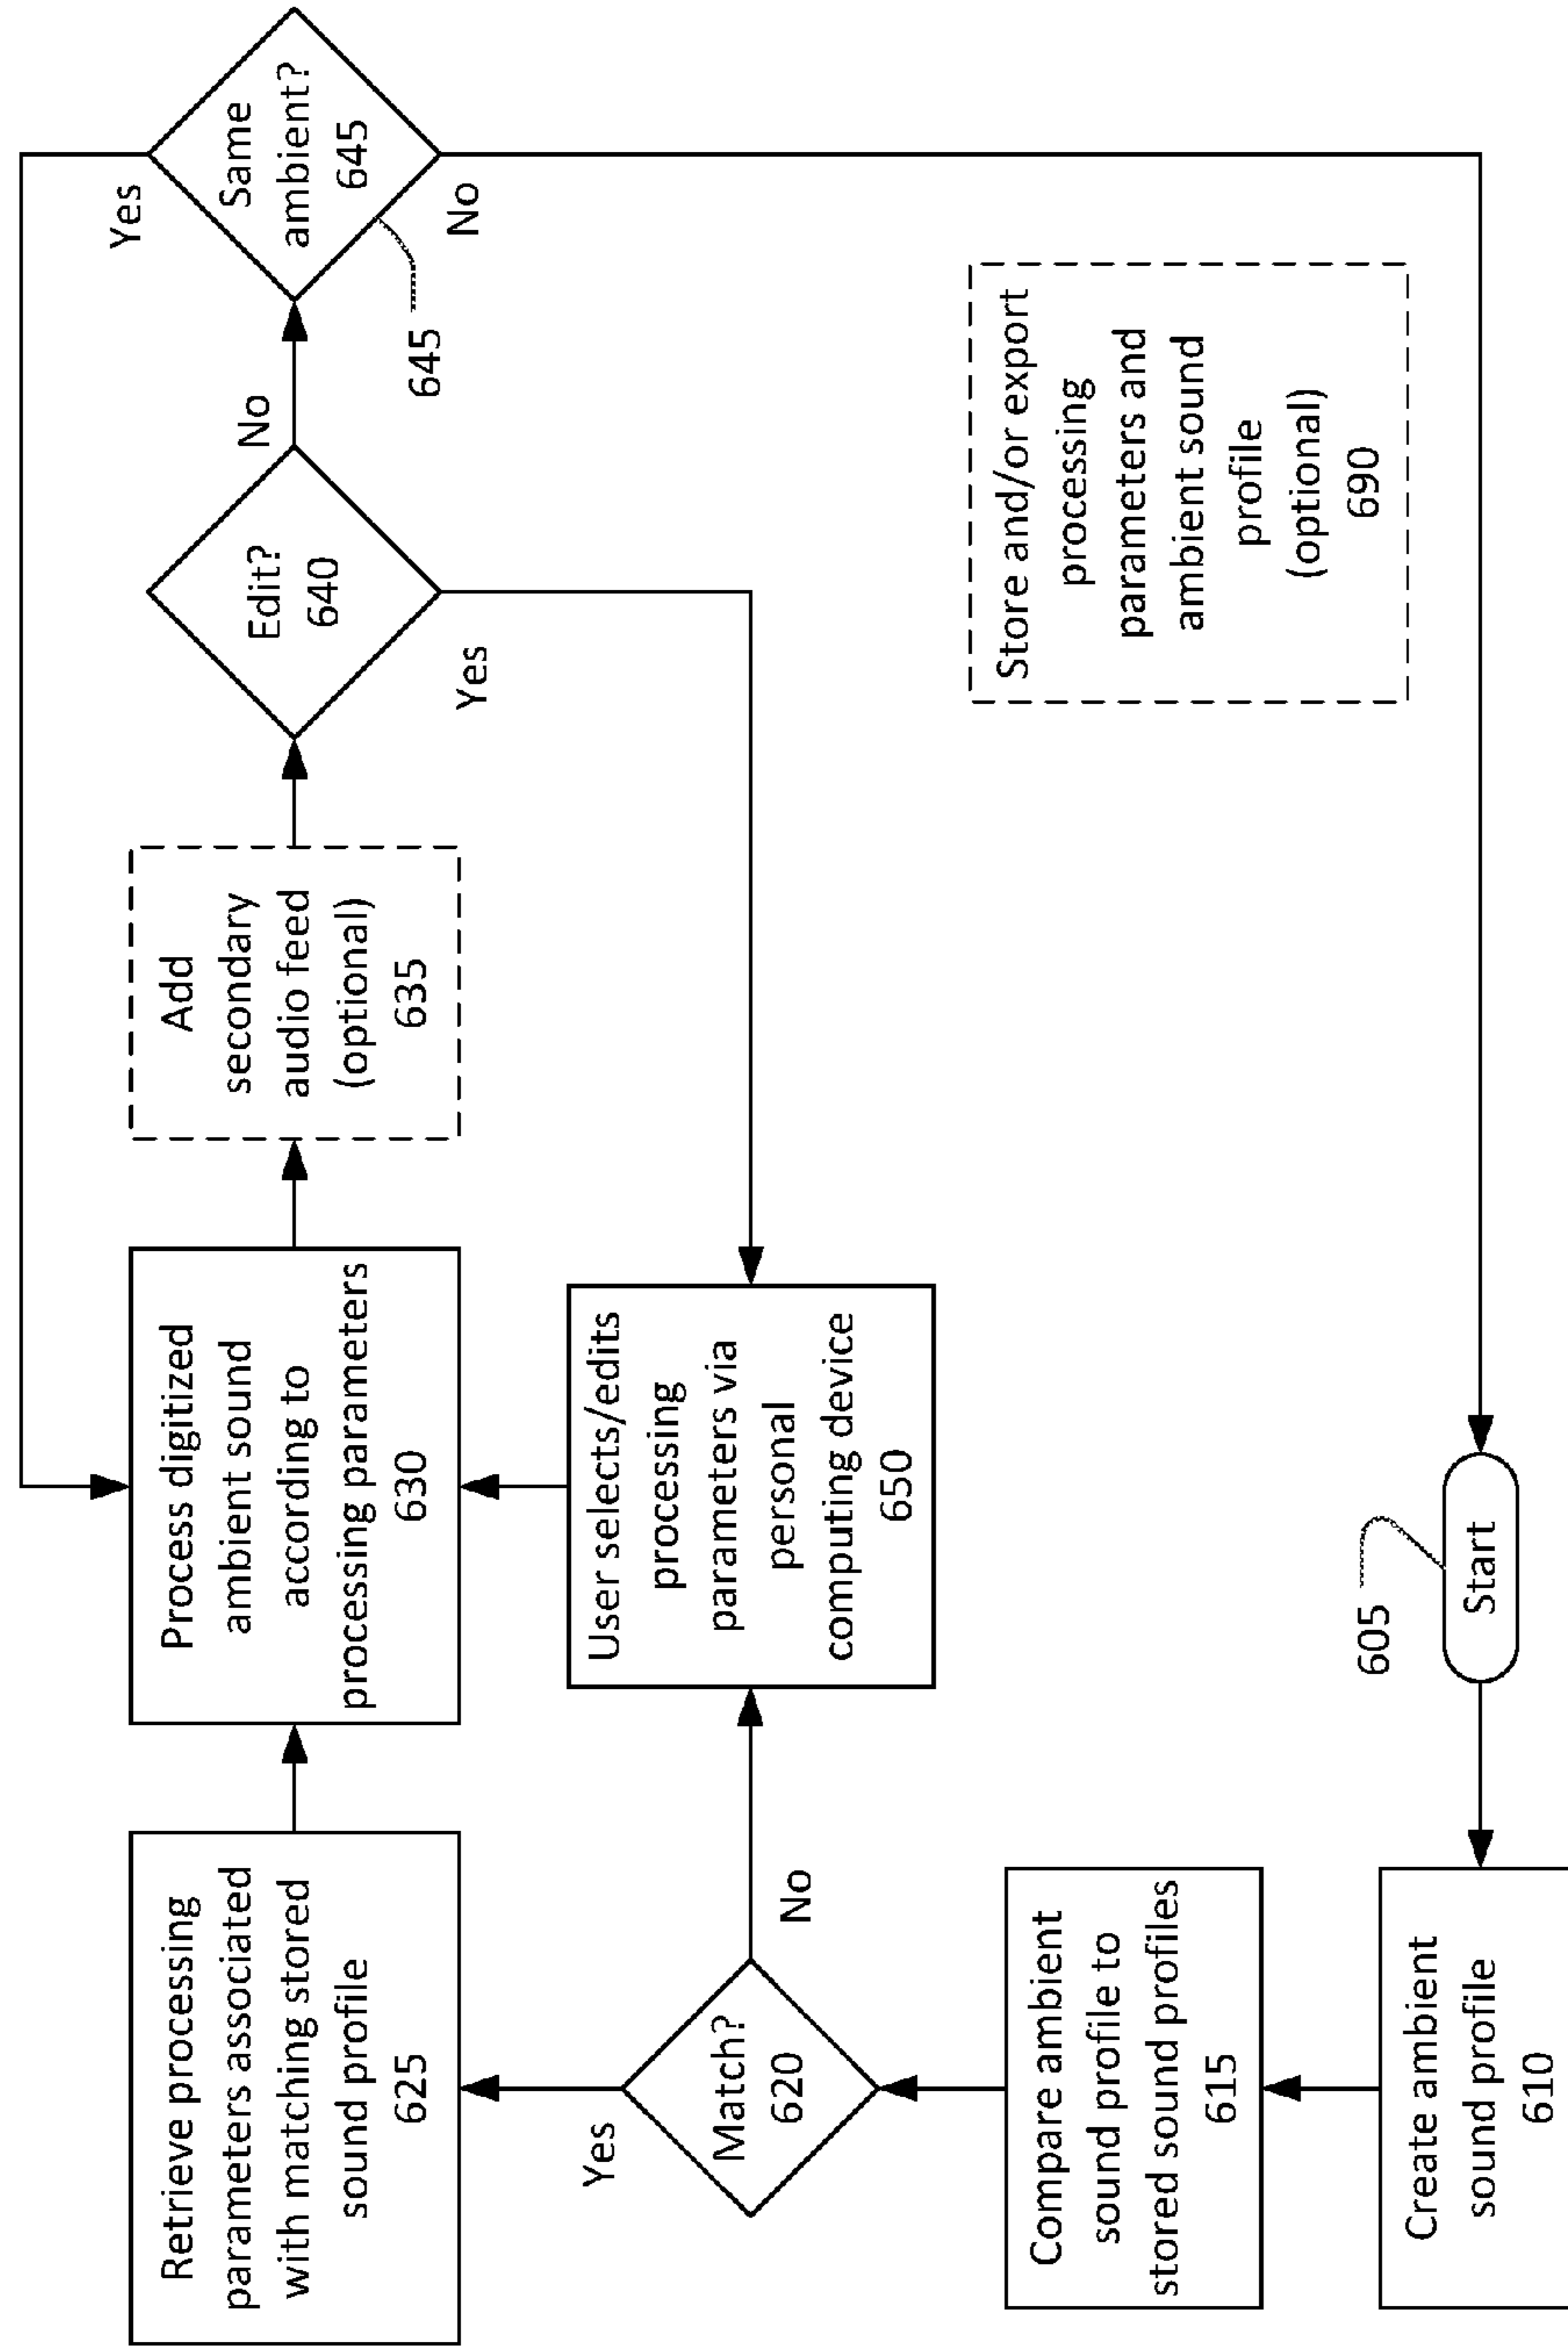 Retrieve processing
parameters associated
with matching stored
sound profile
625
Process digitized
ambient sound
according to
processing parameters
630
Add
secondary
audio feed
(optional)
635
Edit?
640
No
Yes
Same
ambient?
645
Yes
No
645
Yes
Match?
620
No
User selects/edits
processing
parameters via
personal
computing device
650
Compare ambient
sound profile to
stored sound profiles
615
Store and/or export
processing
parameters and
ambient sound
profile
(optional)
690
Create ambient
sound profile
610
605
Start